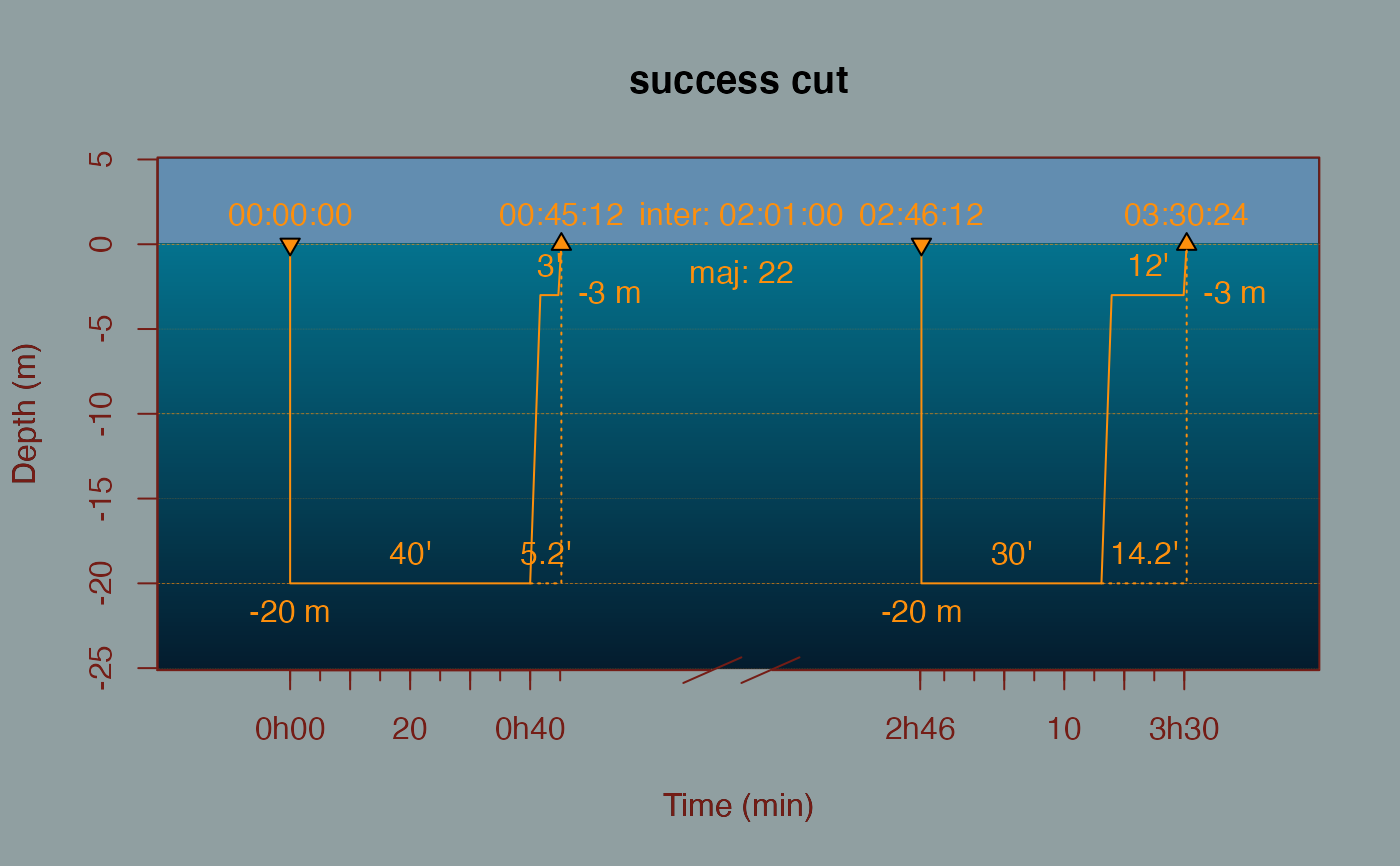 success cut
5
00:00:00 00:45:12 inter: 02:01:00 02:46:12 03:30:24
0
3' maj: 22 12'
-3 m -3 m
-5
Depth (m)
-10
-15
40' 5.2' 30' 14.2'
-20
-20 m -20 m
-25
0h00 20 0h40 2h46 10 3h30
Time (min)